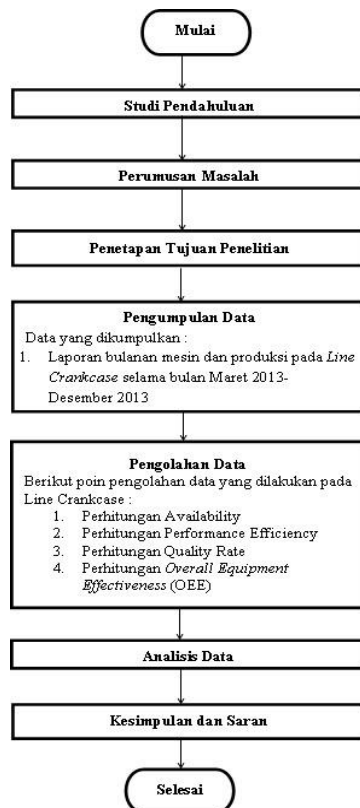 Mulai
Studi Pendahuluan
Perumusan Masalah
Penetapan Tujuan Penelitian
Pengumpulan Data
Data yang dikumpulkan :
1. Laporan bulanan mesin dan produksi pada Line
Crankcase selama bulan Maret 2013-
Desember 2013
Pengolahan Data
Berikut poin pengolahan data yang dilakukan pada
Line Crankcase :
1. Perhitungan Availability
2. Perhitungan Performance Efficiency
3. Perhitungan Quality Rate
4. Perhitungan Overall Equipment
Effectiveness (OEE)
Analisis Data
Kesimpulan dan Saran
Selesai